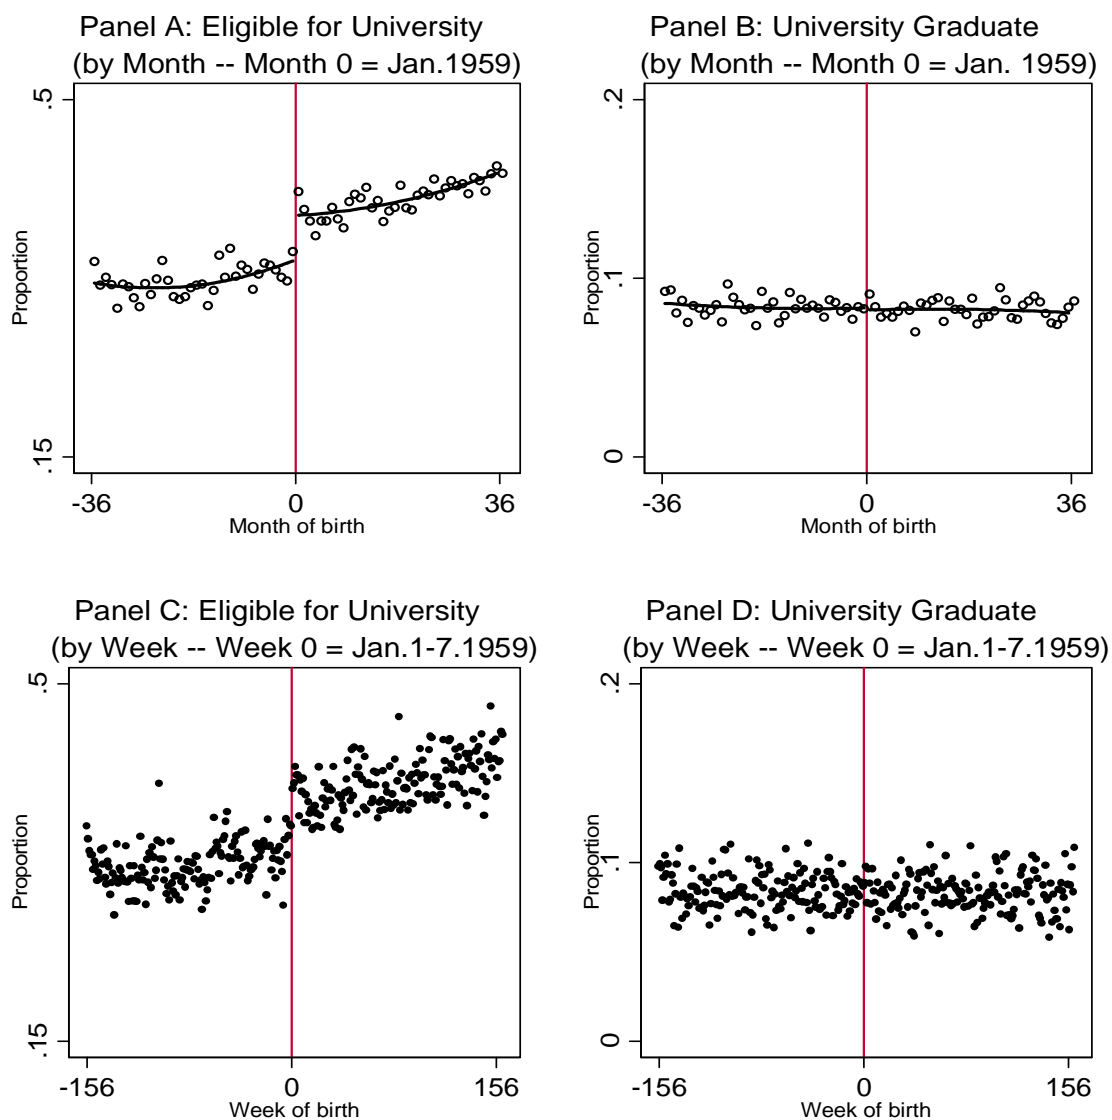 Panel A: Eligible for University
(by Month -- Month 0 = Jan.1959)
.5
.15
Proportion
-36
0
36
Month of birth
Panel B: University Graduate
(by Month -- Month 0 = Jan. 1959)
.2
.1
0
Proportion
-36
0
36
Month of birth
Panel C: Eligible for University
(by Week -- Week 0 = Jan.1-7.1959)
.5
.15
Proportion
-156
0
156
Week of birth
Panel D: University Graduate
(by Week -- Week 0 = Jan.1-7.1959)
.2
.1
0
Proportion
-156
0
156
Week of birth